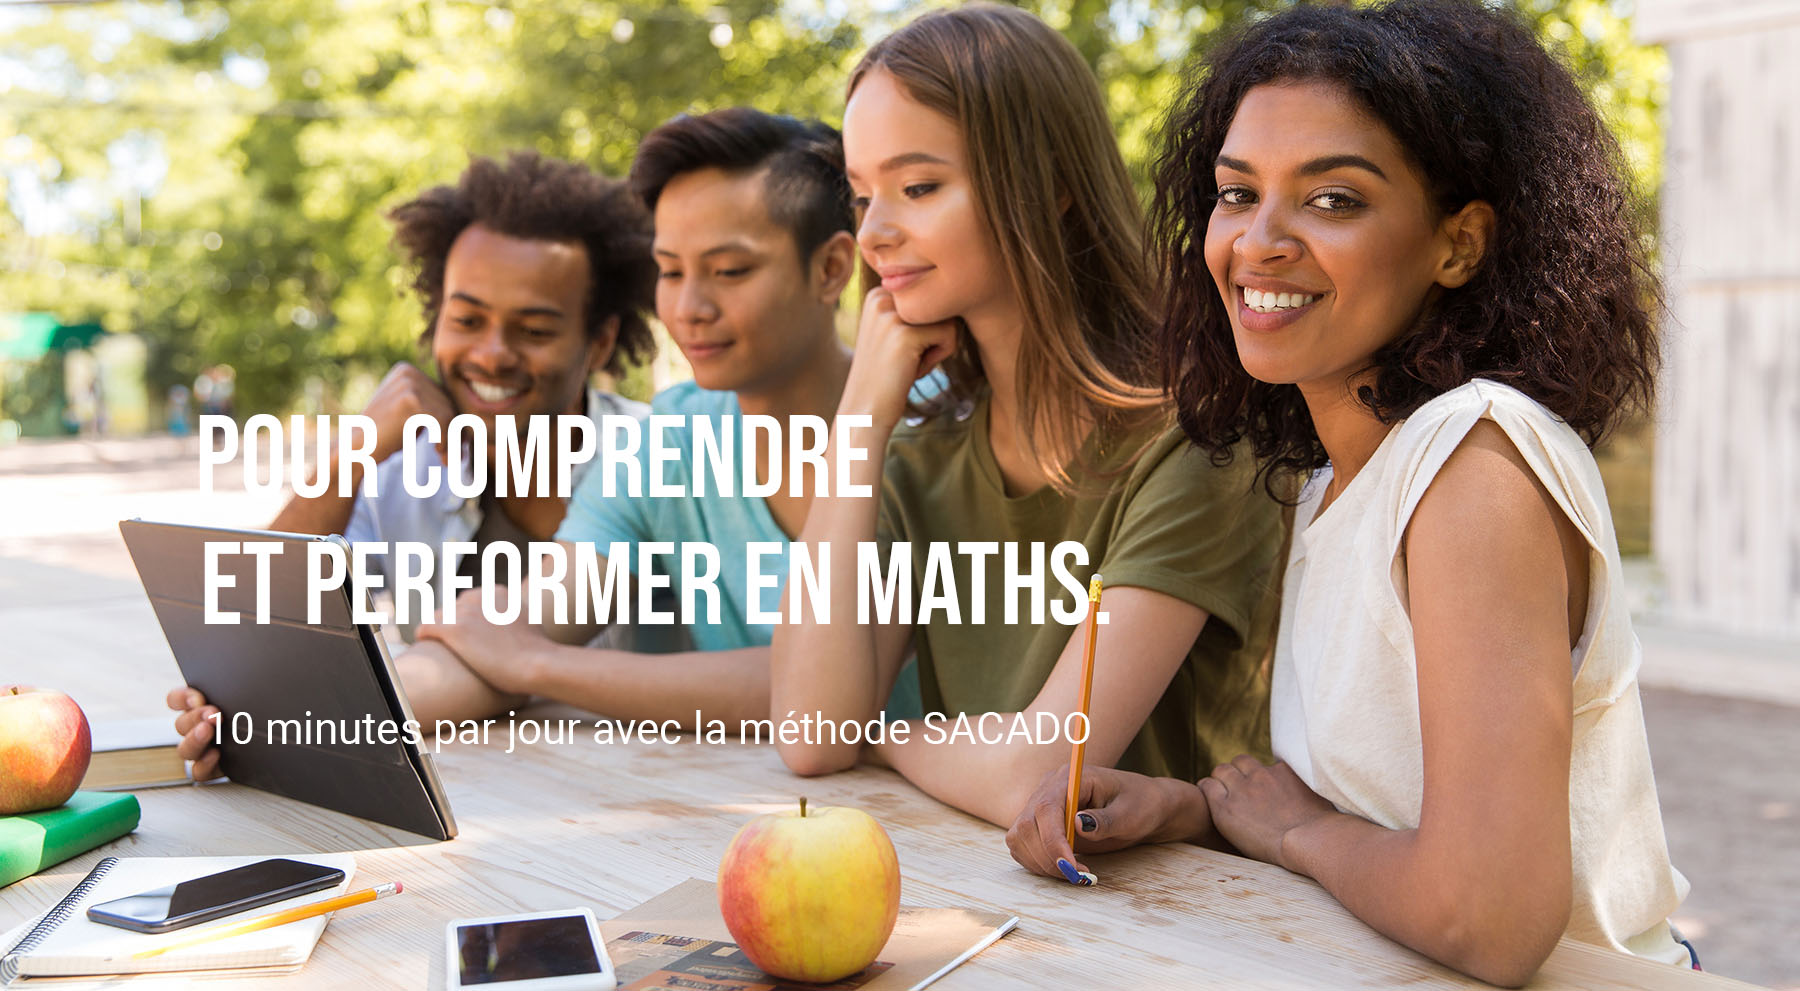 POUR COMPRENDRE
ET PERFORMER EN MATHS.
10 minutes par jour avec la méthode SACADO